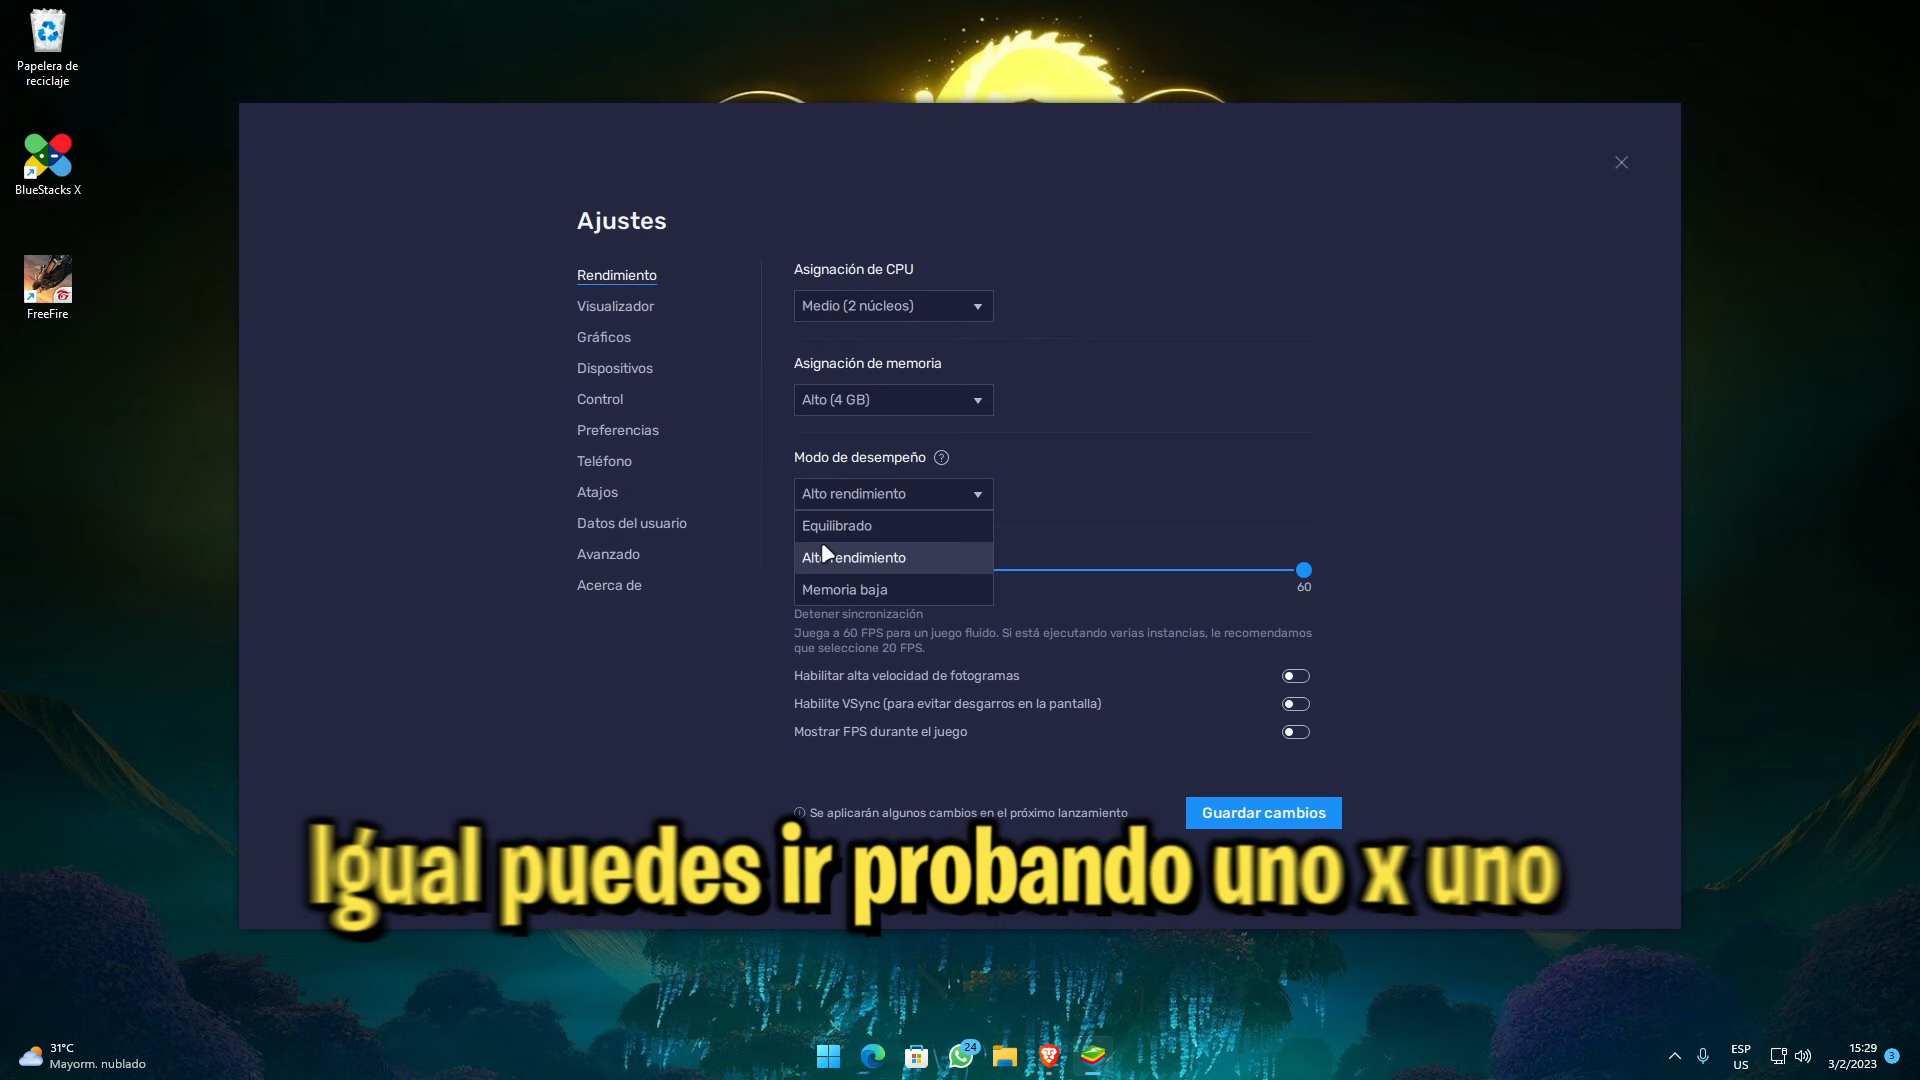 Papelera de
reciclaje
BlueStacks X
FreeFire
Ajustes
Rendimiento
Visualizador
Gráficos
Dispositivos
Control
Preferencias
Teléfono
Atajos
Datos del usuario
Avanzado
Acerca de
Asignación de CPU
Medio (2 núcleos)
Asignación de memoria
Alto (4 GB)
Modo de desempeño ?
Alto rendimiento
Equilibrado
Alto rendimiento
Memoria baja
60
Detener sincronización
Juega a 60 FPS para un juego fluido. Si está ejecutando varias instancias, le recomendamos
que seleccione 20 FPS.
Habilitar alta velocidad de fotogramas
Habilite VSync (para evitar desgarros en la pantalla)
Mostrar FPS durante el juego
Se aplicarán algunos cambios en el próximo lanzamiento
Guardar cambios
Igual puedes ir probando uno x uno
31°C
Mayorm. nublado
24
ESP
US
15:29
3/2/2023
3